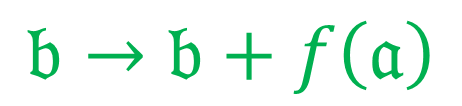 𝔟 → 𝔟 + 𝑓(𝔞)